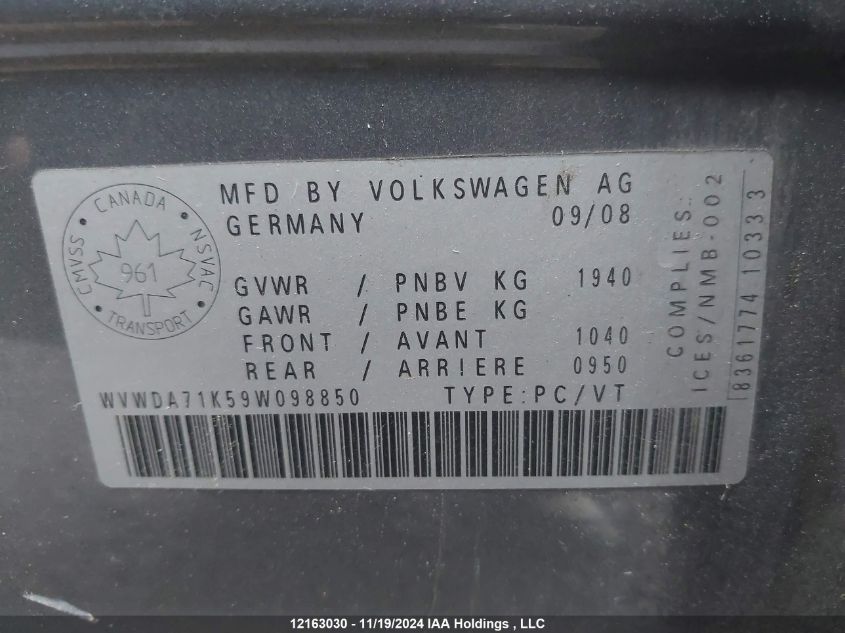 CANADA
CMVSS
NSVAC
961
TRANSPORT
MFD BY VOLKSWAGEN AG
GERMANY 09/08
GVWR / PNBV KG 1940
GAWR / PNBE KG
FRONT / AVANT 1040
REAR / ARRIERE 0950
WVWDA71K59W098850 TYPE:PC/VT
COMPLIES:
ICES/NMB-002
8361774 10333
12163030 - 11/19/2024 IAA Holdings , LLC